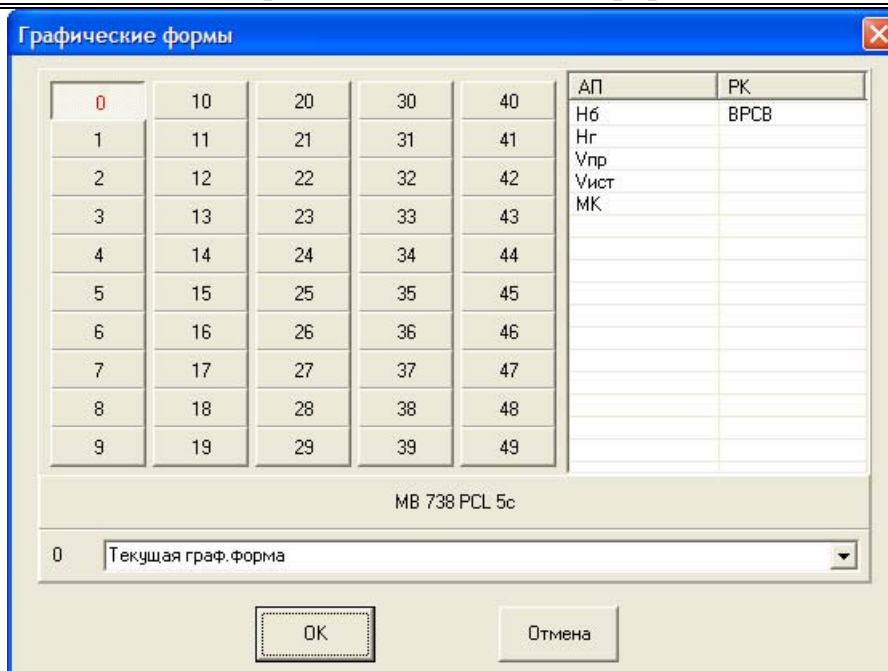 Графические формы
0 10 20 30 40 АП РК
1 11 21 31 41 Нб ВРСВ
2 12 22 32 42 Нг
3 13 23 33 43 Vпр
4 14 24 34 44 Vист
5 15 25 35 45 МК
6 16 26 36 46
7 17 27 37 47
8 18 28 38 48
9 19 29 39 49
MB 738 PCL 5c
0 Текущая граф.форма
OK Отмена